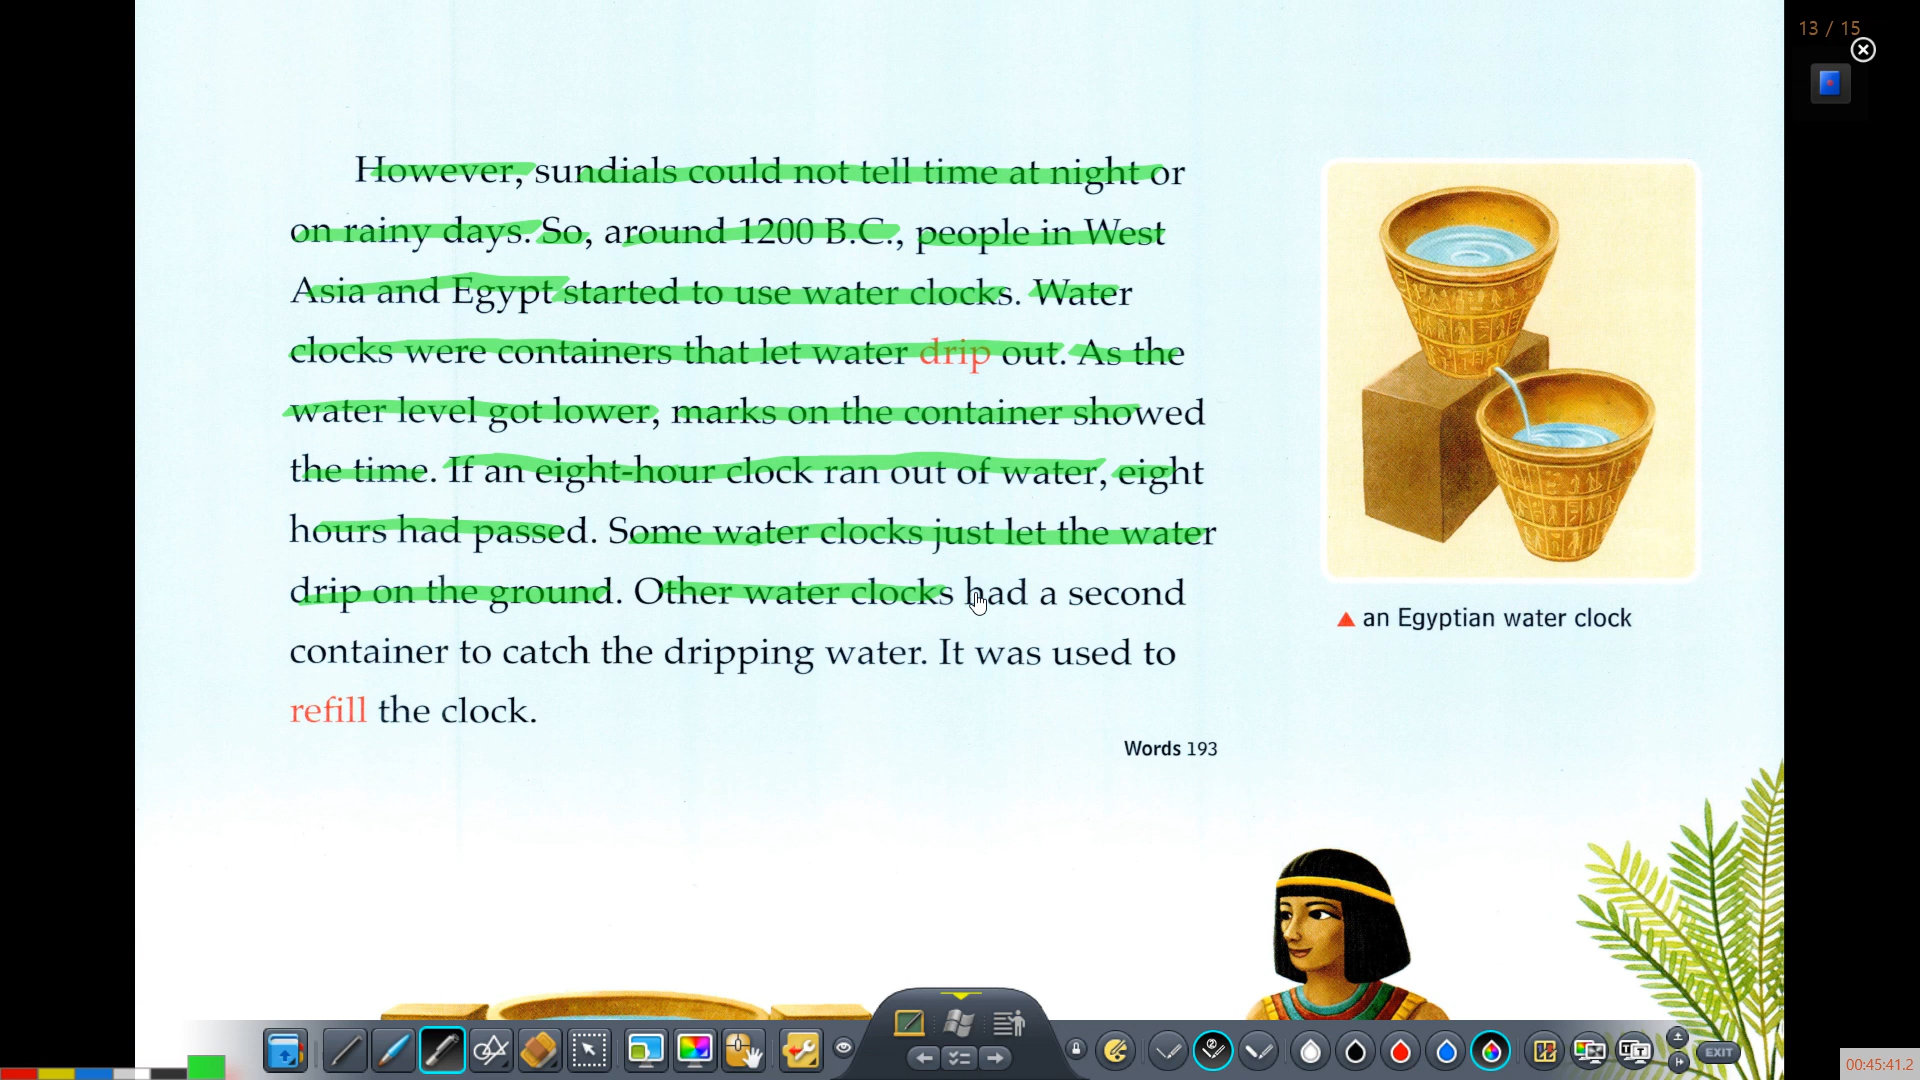 13 / 15
However, sundials could not tell time at night or
on rainy days. So, around 1200 B.C., people in West
Asia and Egypt started to use water clocks. Water
clocks were containers that let water drip out. As the
water level got lower, marks on the container showed
the time. If an eight-hour clock ran out of water, eight
hours had passed. Some water clocks just let the water
drip on the ground. Other water clocks had a second
container to catch the dripping water. It was used to
refill the clock.
▲ an Egyptian water clock
Words 193
EXIT
00:45:41.2